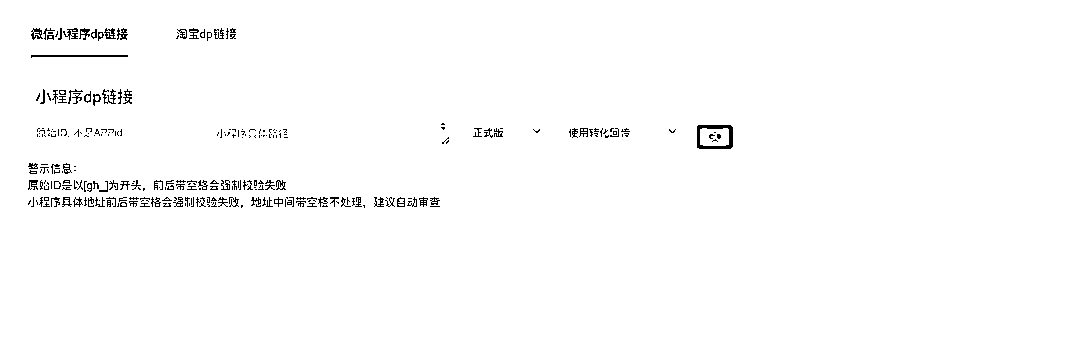 微信小程序dp链接 淘宝dp链接
小程序dp链接
原始ID, 不是APPid 小程序具体路径 正式版 使用转化回传
警示信息：
原始ID是以[gh_]为开头，前后带空格会强制校验失败
小程序具体地址前后带空格会强制校验失败，地址中间带空格不处理，建议自动审查